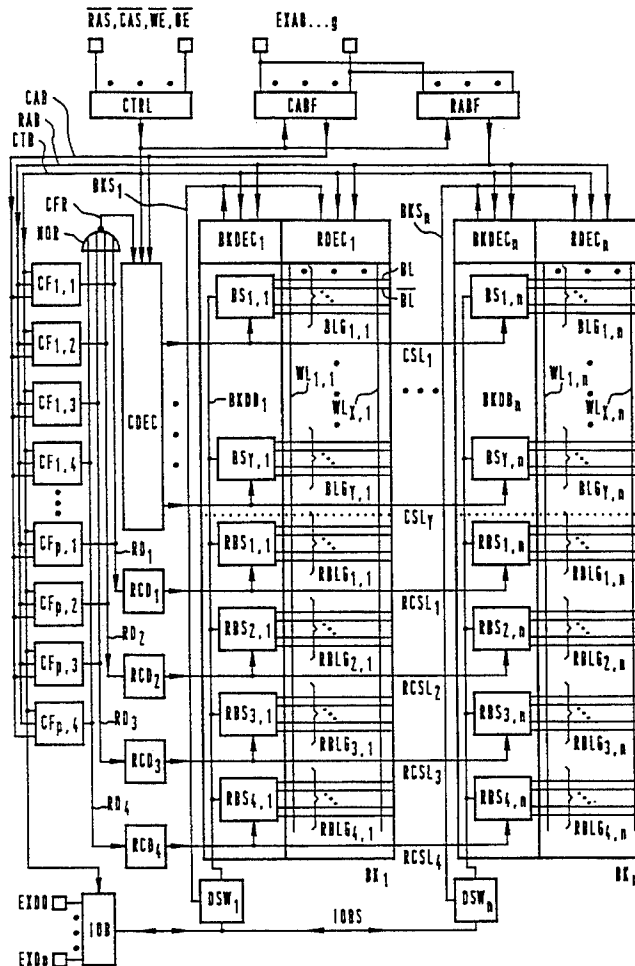 RAS, CAS, WE, BE EXA0...g
CTRL CABF RABF
CAB
RAB
CTB
BKS1 BKSn
CFR
NOR
BKDEC1 RDEC1 BKDECn RDECn
CF1,1 BS1,1 BL BS1,n
BL
BLG1,1 BLG1,n
CF1,2 CSL1
CDEC BKDB1 WL1,1 WLX,1 BKDBn WL1,n WLX,n
CF1,3
CF1,4 BSY,1 BSY,n
BLGY,1 BLGY,n
CSLY
CFp,1 RBS1,1 RBS1,n
RD1 RBLG1,1 RBLG1,n
RCD1 RCSL1
CFp,2 RBS2,1 RBS2,n
RD2 RBLG2,1 RBLG2,n
RCD2 RCSL2
CFp,3 RBS3,1 RBS3,n
CFp,4 RD3 RBLG3,1 RBLG3,n
RCD3 RCSL3
RD4 RBS4,1 RBS4,n
RBLG4,1 RBLG4,n
RCD4 RCSL4
BK1
DSW1 DSWn
EXD0 IOB IOBS